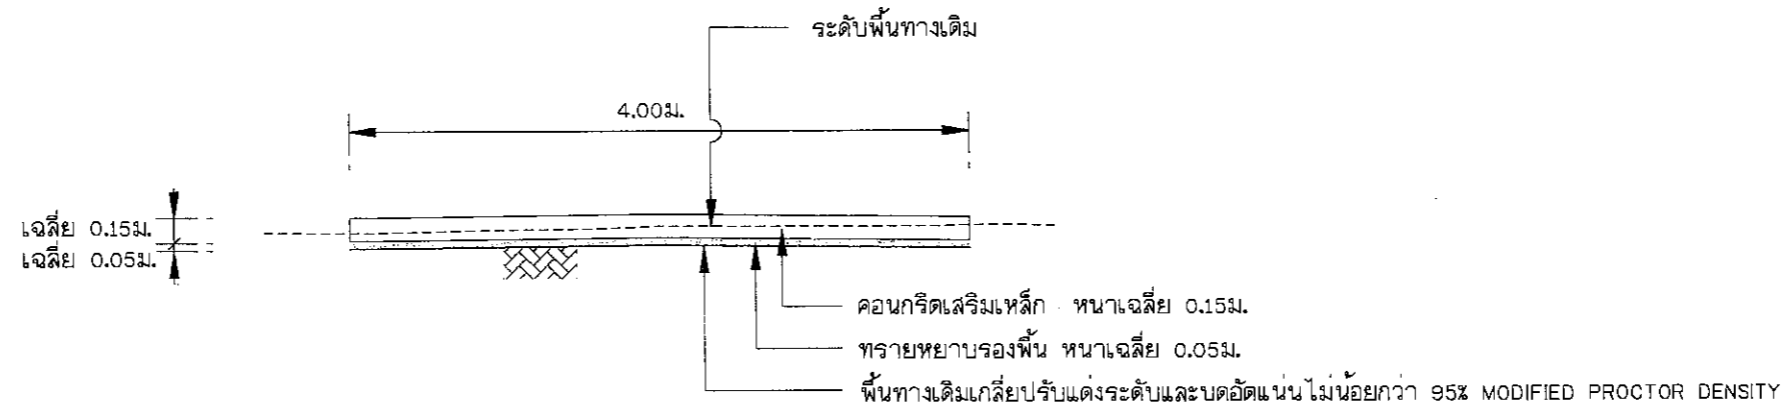 ระดับพื้นทางเดิม
4.00ม.
เฉลี่ย 0.15ม.
เฉลี่ย 0.05ม.
คอนกรีตเสริมเหล็ก หนาเฉลี่ย 0.15ม.
ทรายหยาบรองพื้น หนาเฉลี่ย 0.05ม.
พื้นทางเดิมเกลี่ยปรับแต่งระดับและบดอัดแน่นไม่น้อยกว่า 95% MODIFIED PROCTOR DENSITY